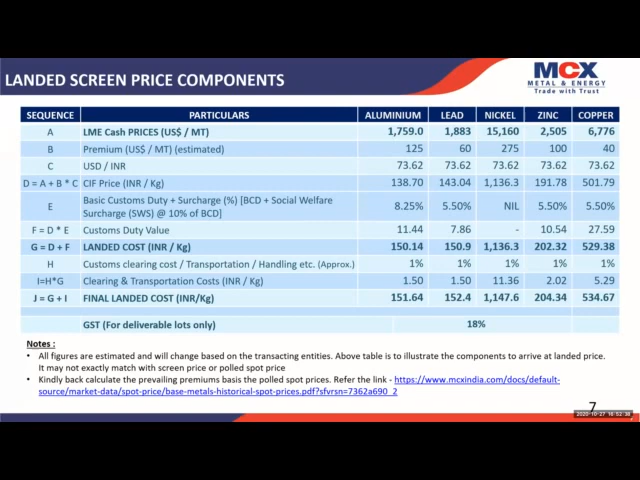 LANDED SCREEN PRICE COMPONENTS
MCX
METAL & ENERGY
Trade with Trust
SEQUENCE PARTICULARS ALUMINIUM LEAD NICKEL ZINC COPPER
A LME Cash PRICES (US$ / MT) 1,759.0 1,883 15,160 2,505 6,776
B Premium (US$ / MT) (estimated) 125 60 275 100 40
C USD / INR 73.62 73.62 73.62 73.62 73.62
D = A + B * C CIF Price (INR / Kg) 138.70 143.04 1,136.3 191.78 501.79
E Basic Customs Duty + Surcharge (%) [BCD + Social Welfare Surcharge (SWS) @ 10% of BCD] 8.25% 5.50% NIL 5.50% 5.50%
F = D * E Customs Duty Value 11.44 7.86 - 10.54 27.59
G = D + F LANDED COST (INR / Kg) 150.14 150.9 1,136.3 202.32 529.38
H Customs clearing cost / Transportation / Handling etc. (Approx.) 1% 1% 1% 1% 1%
I=H*G Clearing & Transportation Costs (INR / Kg) 1.50 1.50 11.36 2.02 5.29
J = G + I FINAL LANDED COST (INR/Kg) 151.64 152.4 1,147.6 204.34 534.67
GST (For deliverable lots only) 18%
Notes :
• All figures are estimated and will change based on the transacting entities. Above table is to illustrate the components to arrive at landed price.
It may not exactly match with screen price or polled spot price
• Kindly back calculate the prevailing premiums basis the polled spot prices. Refer the link - https://www.mcxindia.com/docs/default-
source/market-data/spot-price/base-metals-historical-spot-prices.pdf?sfvrsn=7362a690_2
7
2020-10-27 16:52:38